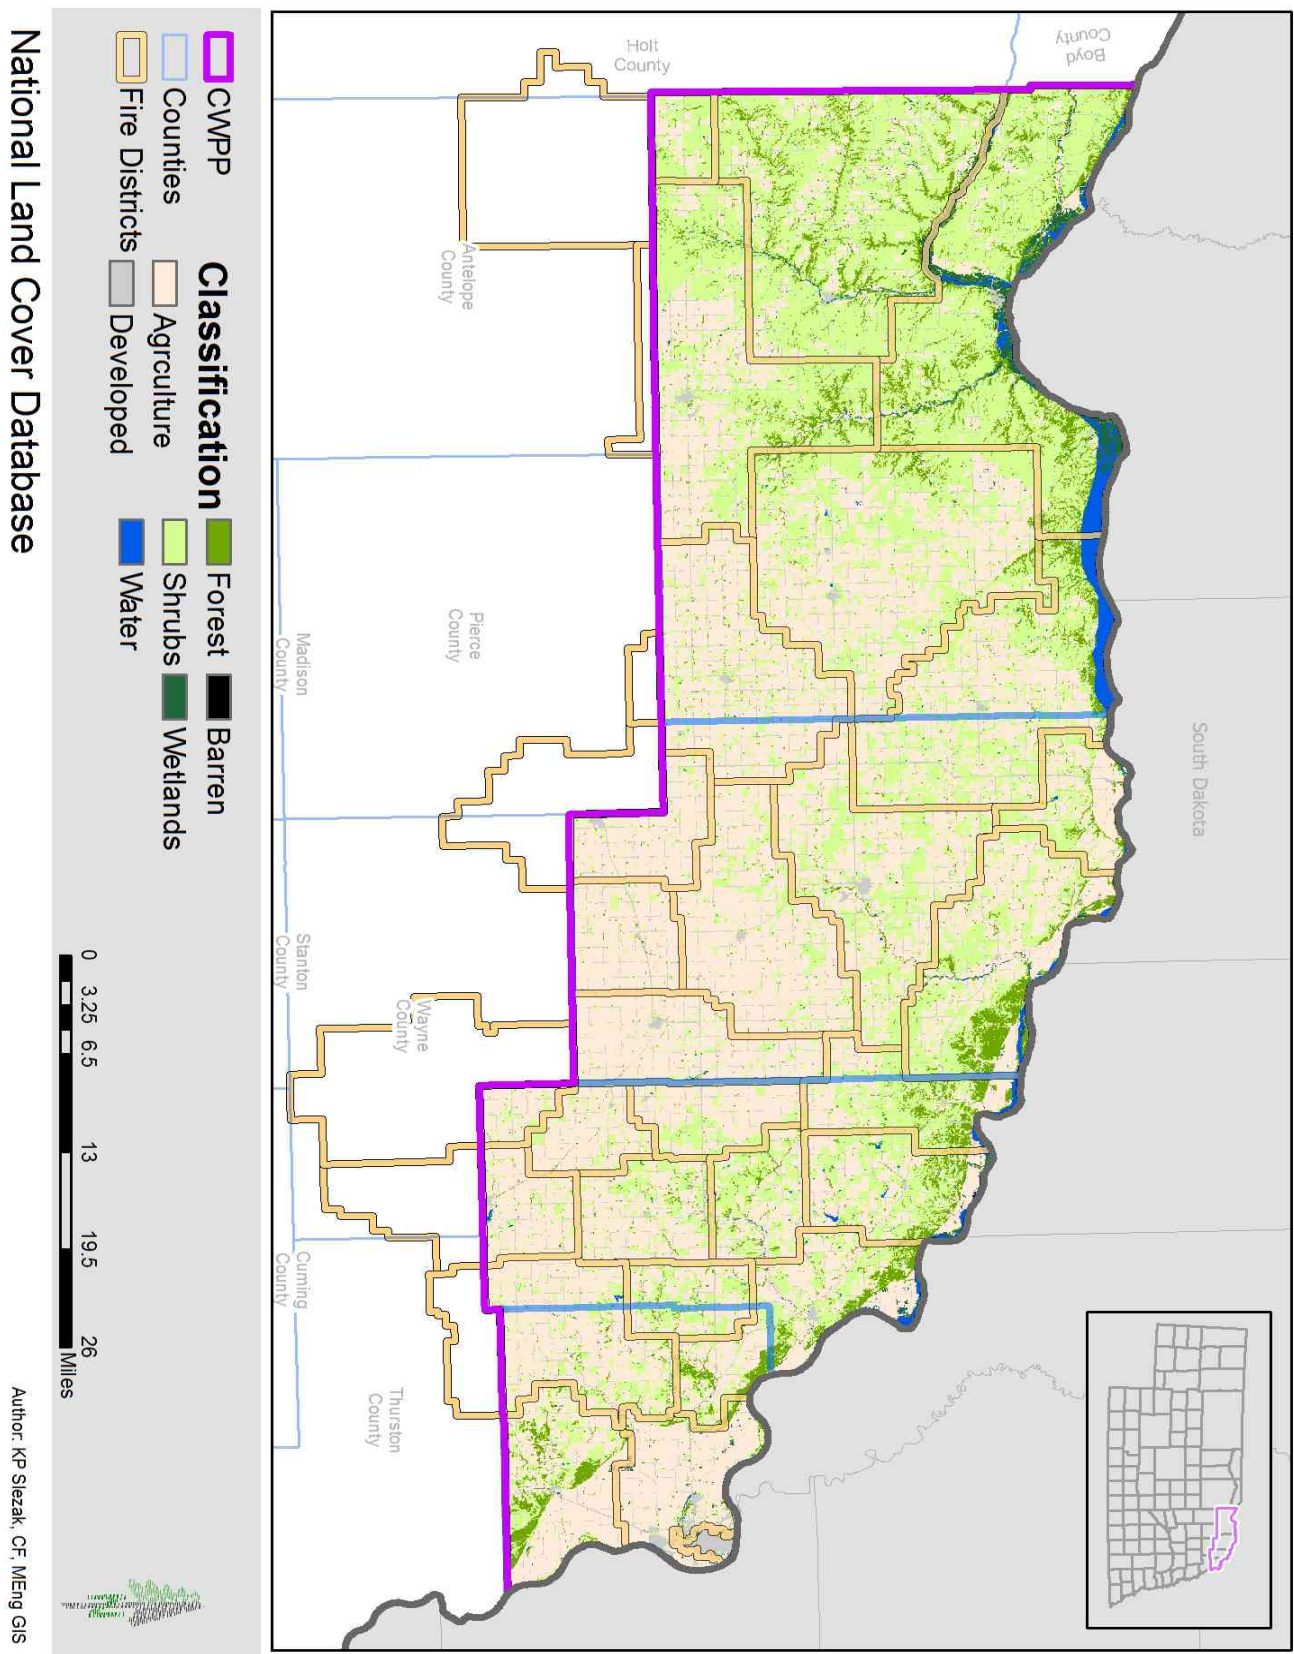 Boyd
County
Holt
County
Antelope
County
Pierce
County
Madison
County
Stanton
County
Wayne
County
Cuming
County
Thurston
County
South Dakota
CWPP
Counties
Fire Districts
Classification
Agrculture
Developed
Forest
Shrubs
Water
Barren
Wetlands
0 3.25 6.5 13 19.5 26
Miles
National Land Cover Database
Author: KP Slezak, CF, MEng GIS